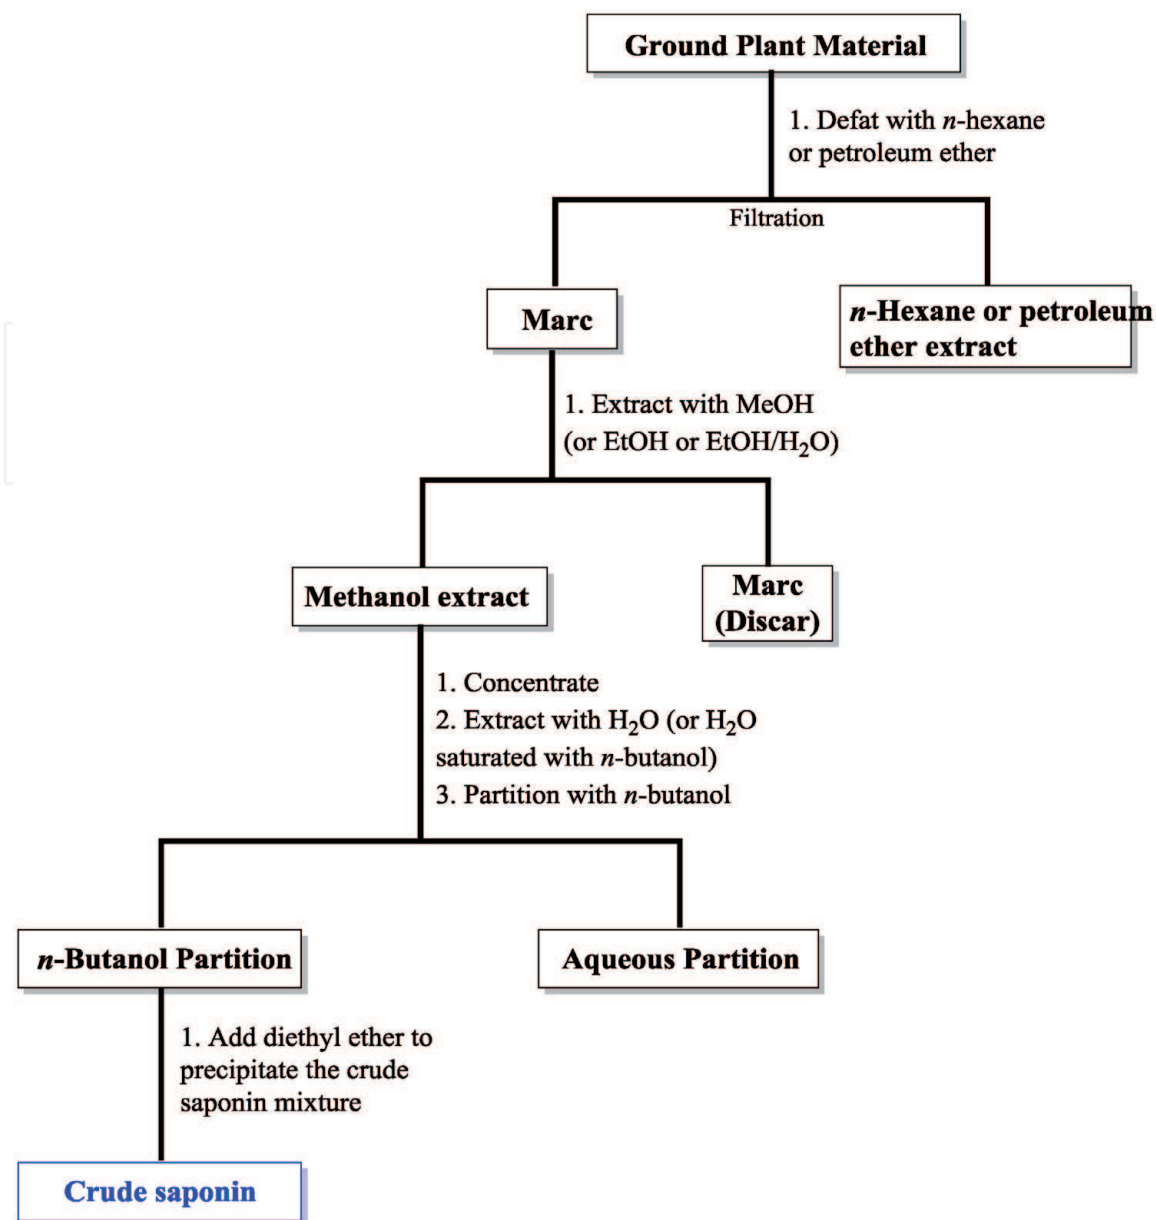 Ground Plant Material
1. Defat with n-hexane
or petroleum ether
Filtration
Marc
n-Hexane or petroleum
ether extract
1. Extract with MeOH
(or EtOH or EtOH/H₂O)
Methanol extract
Marc
(Discar)
1. Concentrate
2. Extract with H₂O (or H₂O
saturated with n-butanol)
3. Partition with n-butanol
n-Butanol Partition
Aqueous Partition
1. Add diethyl ether to
precipitate the crude
saponin mixture
Crude saponin